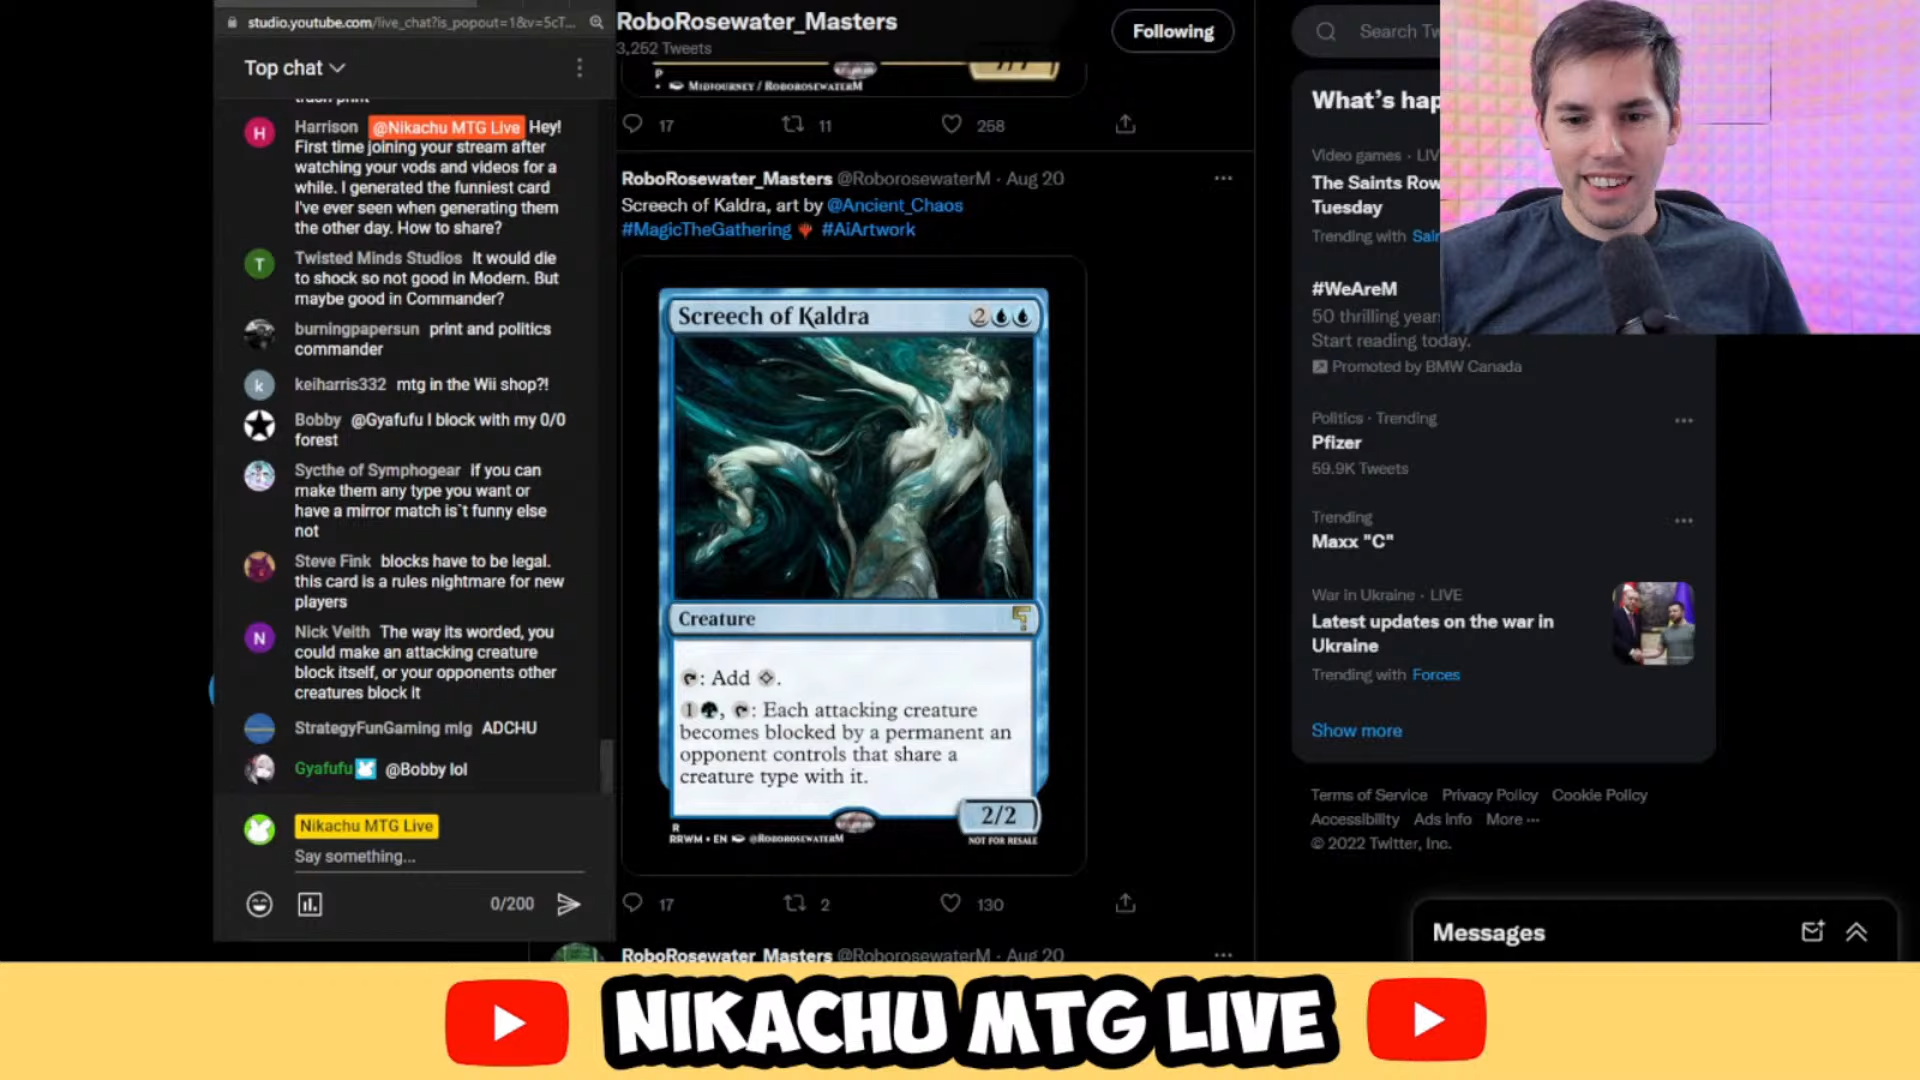 studio.youtube.com/live_chat?is_popout=1&v=5cT...
Top chat
Harrison @Nikachu MTG Live Hey!
First time joining your stream after
watching your vods and videos for a
while. I generated the funniest card
I've ever seen when generating them
the other day. How to share?
Twisted Minds Studios It would die
to shock so not good in Modern. But
maybe good in Commander?
burningpapersun print and politics
commander
keiharris332 mtg in the Wii shop?!
Bobby @Gyafufu I block with my 0/0
forest
Sycthe of Symphogear if you can
make them any type you want or
have a mirror match is`t funny else
not
Steve Fink blocks have to be legal.
this card is a rules nightmare for new
players
Nick Veith The way its worded, you
could make an attacking creature
block itself, or your opponents other
creatures block it
StrategyFunGaming mlg ADCHU
Gyafufu @Bobby lol
Nikachu MTG Live
Say something...
0/200
RoboRosewater_Masters
3,252 Tweets
Following
P
MIDJOURNEY / ROBOROSEWATERM
17 11 258
RoboRosewater_Masters @RoborosewaterM · Aug 20
Screech of Kaldra, art by @Ancient_Chaos
#MagicTheGathering #AiArtwork
Screech of Kaldra 2
Creature
: Add .
1 , : Each attacking creature
becomes blocked by a permanent an
opponent controls that share a
creature type with it.
2/2
R
RRWM • EN @ROBOROSEWATERM
NOT FOR RESALE
17 2 130
RoboRosewater_Masters @RoborosewaterM · Aug 20
Search Tw
What's hap
Video games · LIV
The Saints Row
Tuesday
Trending with Sai
#WeAreM
50 thrilling year
Start reading today.
Promoted by BMW Canada
Politics · Trending
Pfizer
59.9K Tweets
Trending
Maxx "C"
War in Ukraine · LIVE
Latest updates on the war in
Ukraine
Trending with Forces
Show more
Terms of Service Privacy Policy Cookie Policy
Accessibility Ads info More ···
© 2022 Twitter, Inc.
Messages
NIKACHU MTG LIVE